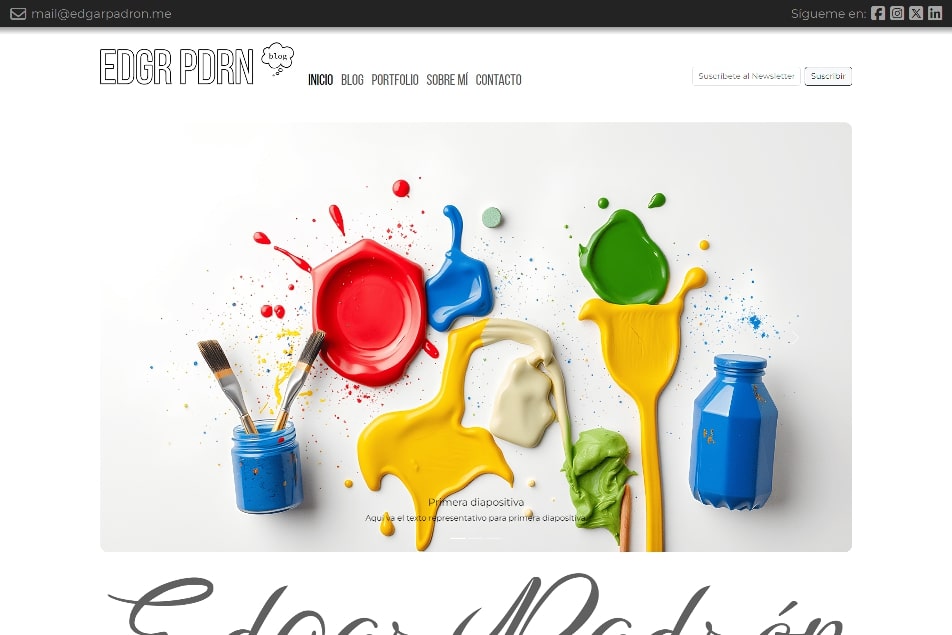 mail@edgarpadron.me
Sígueme en:
EDGR PDRN
blog
INICIO BLOG PORTFOLIO SOBRE MÍ CONTACTO
Suscríbete al Newsletter
Suscribir
Primera diapositiva
Aquí va el texto representativo para primera diapositiva.
Edgar Padrón